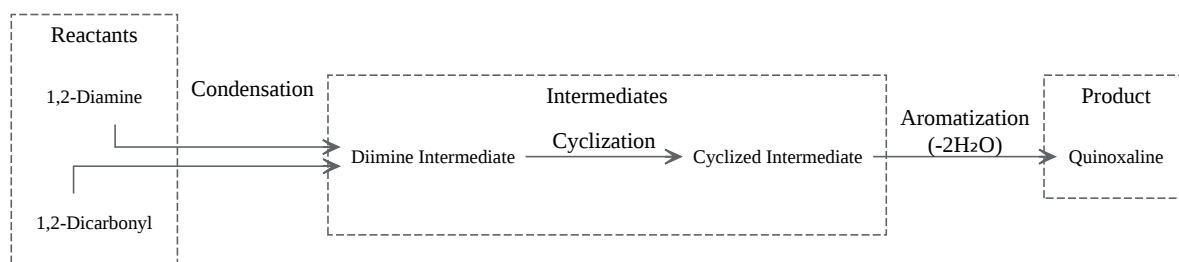 Reactants
1,2-Diamine
1,2-Dicarbonyl
Condensation
Intermediates
Diimine Intermediate
Cyclization
Cyclized Intermediate
Aromatization
(-2H₂O)
Product
Quinoxaline